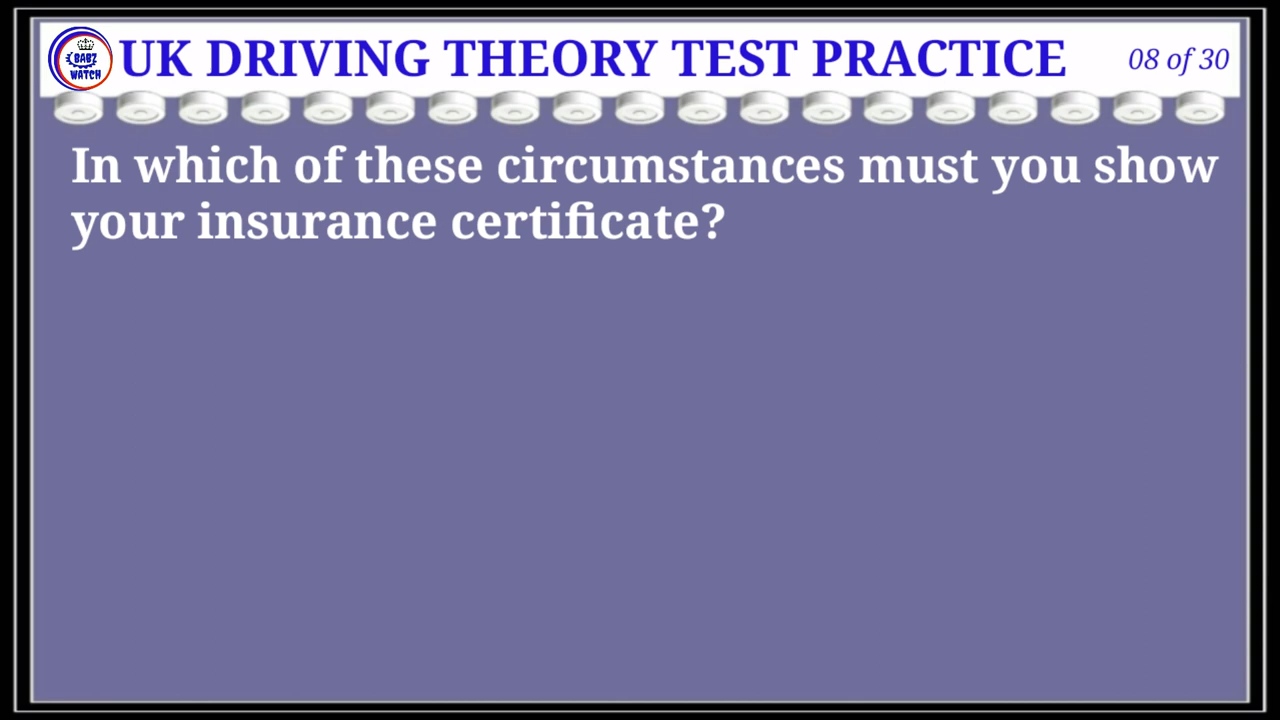 BABZ
WATCH
UK DRIVING THEORY TEST PRACTICE
08 of 30
In which of these circumstances must you show
your insurance certificate?